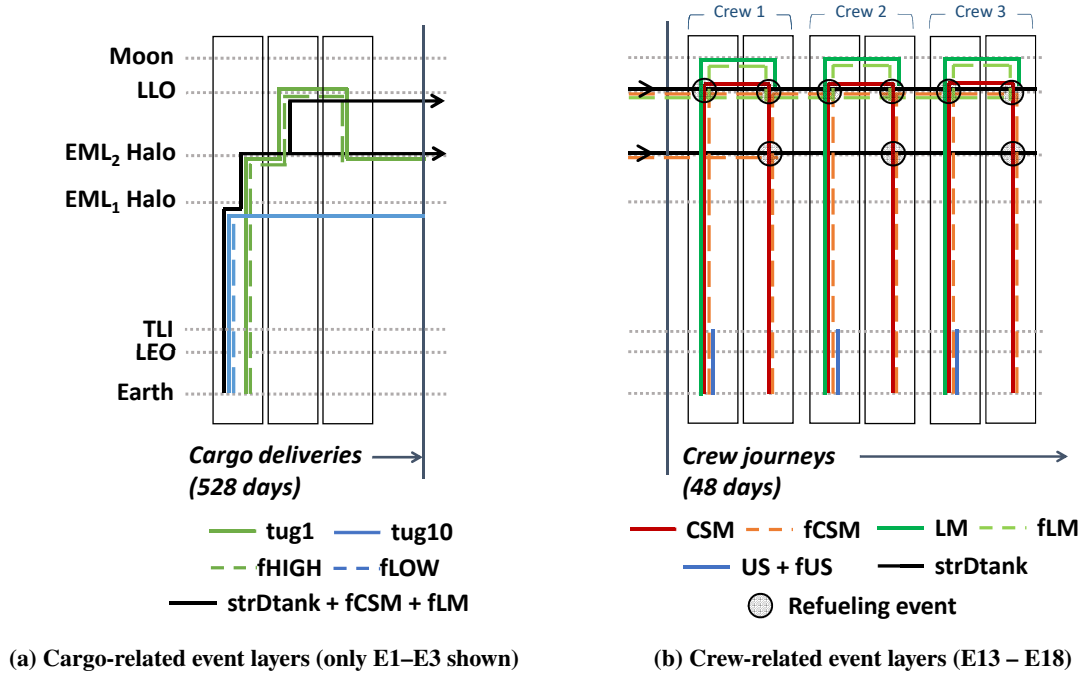 Crew 1
Crew 2
Crew 3
Moon
LLO
EML2 Halo
EML1 Halo
TLI
LEO
Earth
Cargo deliveries
(528 days)
Crew journeys
(48 days)
tug1
tug10
fHIGH
fLOW
strDtank + fCSM + fLM
CSM
fCSM
LM
fLM
US + fUS
strDtank
Refueling event
(a) Cargo-related event layers (only E1–E3 shown)
(b) Crew-related event layers (E13 – E18)